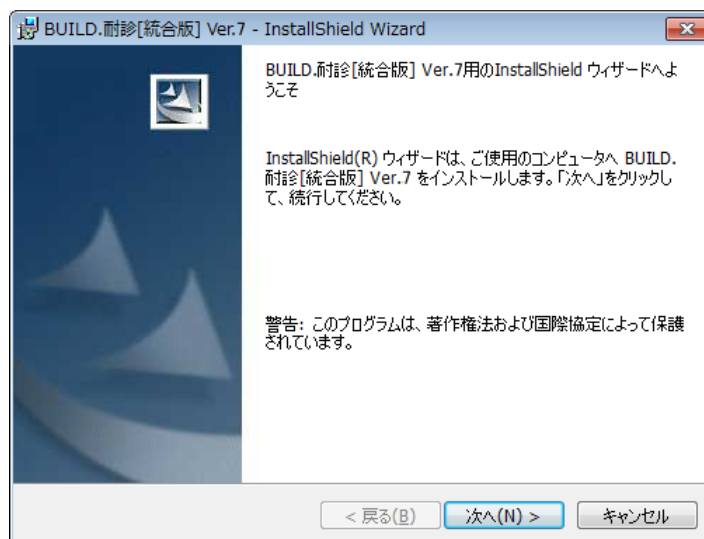 BUILD.耐診[統合版] Ver.7 - InstallShield Wizard
BUILD.耐診[統合版] Ver.7用のInstallShield ウィザードへよ
うこそ
InstallShield(R) ウィザードは、ご使用のコンピュータへ BUILD.
耐診[統合版] Ver.7 をインストールします。「次へ」をクリックし
て、続行してください。
警告: このプログラムは、著作権法および国際協定によって保護
されています。
< 戻る(B) 次へ(N) > キャンセル